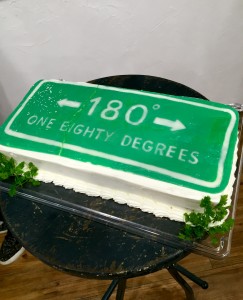 ← 180° →
ONE EIGHTY DEGREES